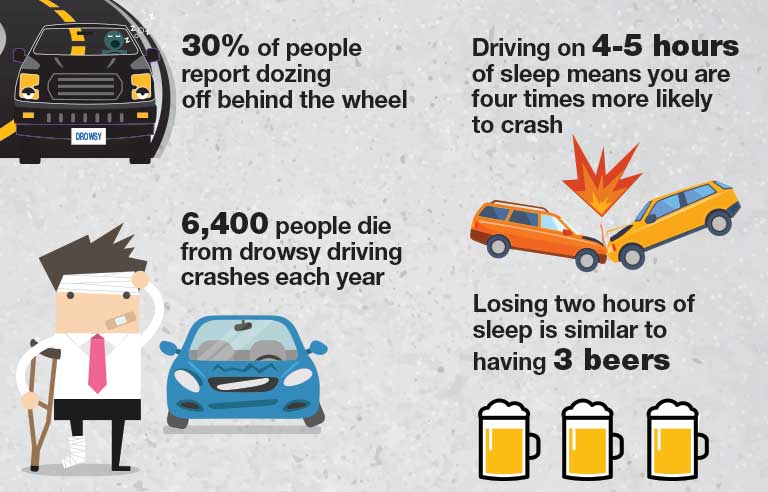 30% of people
report dozing
off behind the wheel
DROWSY
z z z z z
6,400 people die
from drowsy driving
crashes each year
Driving on 4-5 hours
of sleep means you are
four times more likely
to crash
Losing two hours of
sleep is similar to
having 3 beers